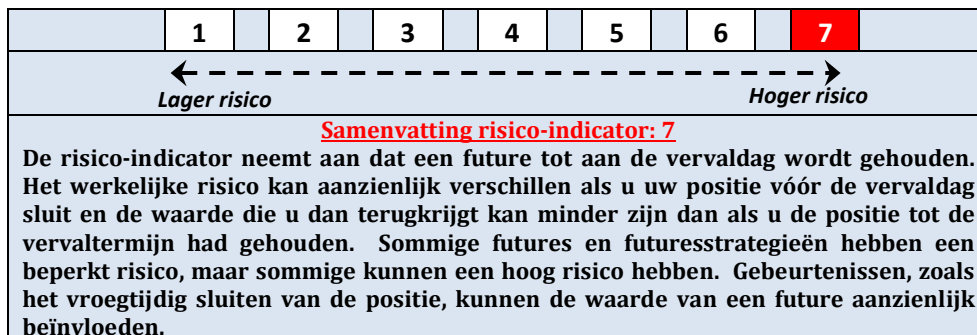 1 2 3 4 5 6 7
Lager risico Hoger risico
Samenvatting risico-indicator: 7
De risico-indicator neemt aan dat een future tot aan de vervaldag wordt gehouden.
Het werkelijke risico kan aanzienlijk verschillen als u uw positie vóór de vervaldag
sluit en de waarde die u dan terugkrijgt kan minder zijn dan als u de positie tot de
vervaltermijn had gehouden. Sommige futures en futuresstrategieën hebben een
beperkt risico, maar sommige kunnen een hoog risico hebben. Gebeurtenissen, zoals
het vroegtijdig sluiten van de positie, kunnen de waarde van een future aanzienlijk
beïnvloeden.